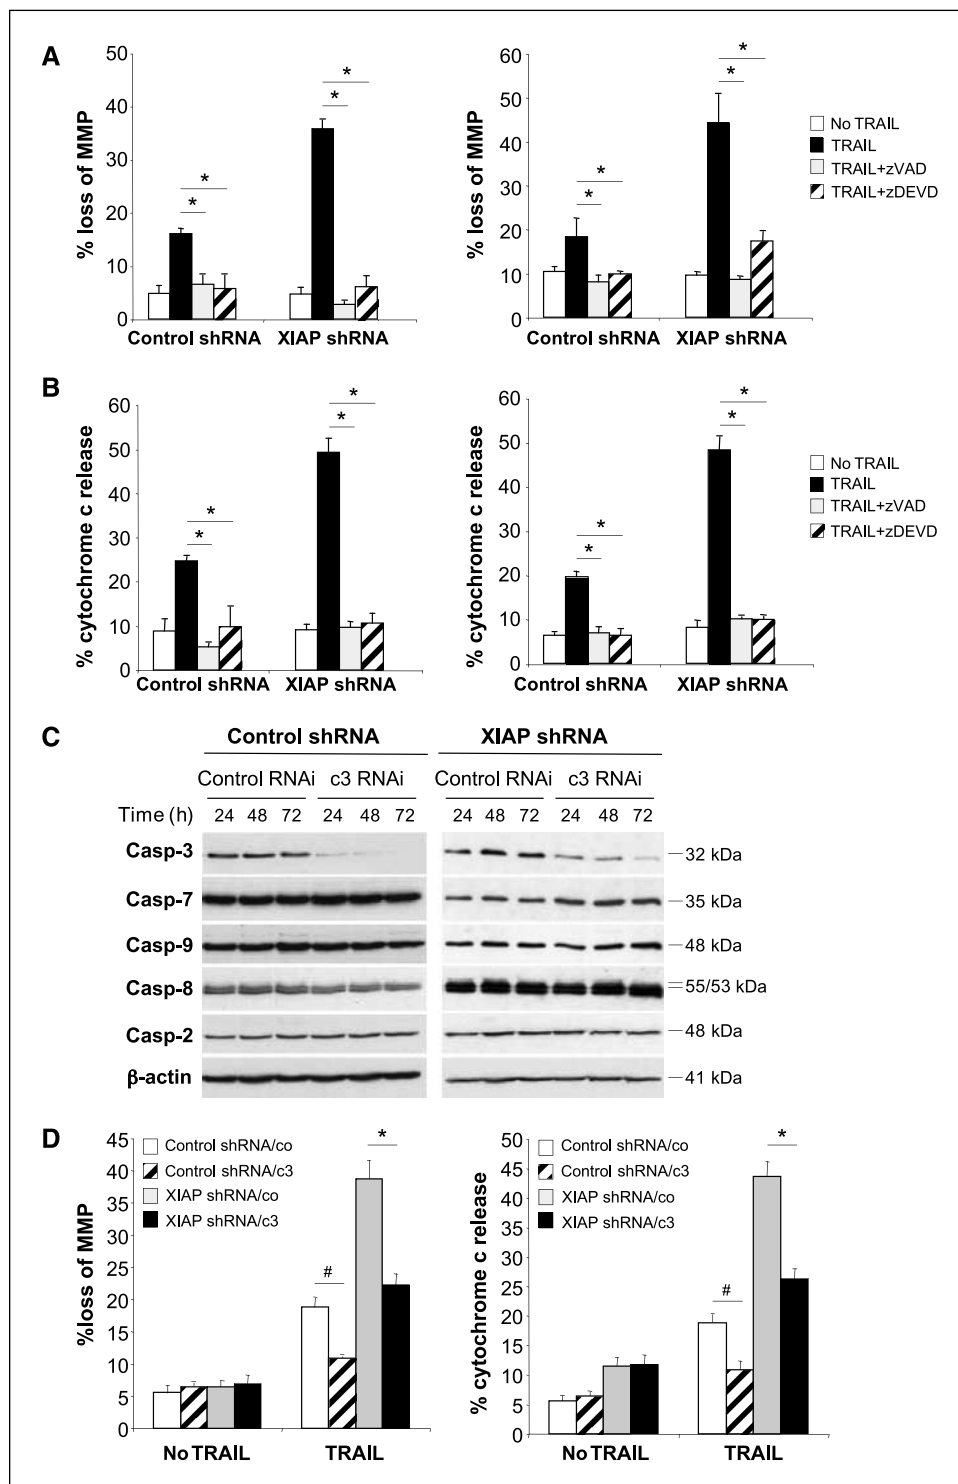 A
% loss of MMP
50
40
30
20
10
0
* * * *
Control shRNA XIAP shRNA
% loss of MMP
60
50
40
30
20
10
0
* * * *
Control shRNA XIAP shRNA
No TRAIL
TRAIL
TRAIL+zVAD
TRAIL+zDEVD
B
% cytochrome c release
60
50
40
30
20
10
0
* * * *
Control shRNA XIAP shRNA
% cytochrome c release
60
50
40
30
20
10
0
* * * *
Control shRNA XIAP shRNA
No TRAIL
TRAIL
TRAIL+zVAD
TRAIL+zDEVD
C
Control shRNA XIAP shRNA
Control RNAi c3 RNAi Control RNAi c3 RNAi
Time (h) 24 48 72 24 48 72 24 48 72 24 48 72
Casp-3 32 kDa
Casp-7 35 kDa
Casp-9 48 kDa
Casp-8 55/53 kDa
Casp-2 48 kDa
β-actin 41 kDa
D
%loss of MMP
45
40
35
30
25
20
15
10
5
0
Control shRNA/co
Control shRNA/c3
XIAP shRNA/co
XIAP shRNA/c3
# *
No TRAIL TRAIL
% cytochrome c release
50
45
40
35
30
25
20
15
10
5
0
Control shRNA/co
Control shRNA/c3
XIAP shRNA/co
XIAP shRNA/c3
# *
No TRAIL TRAIL